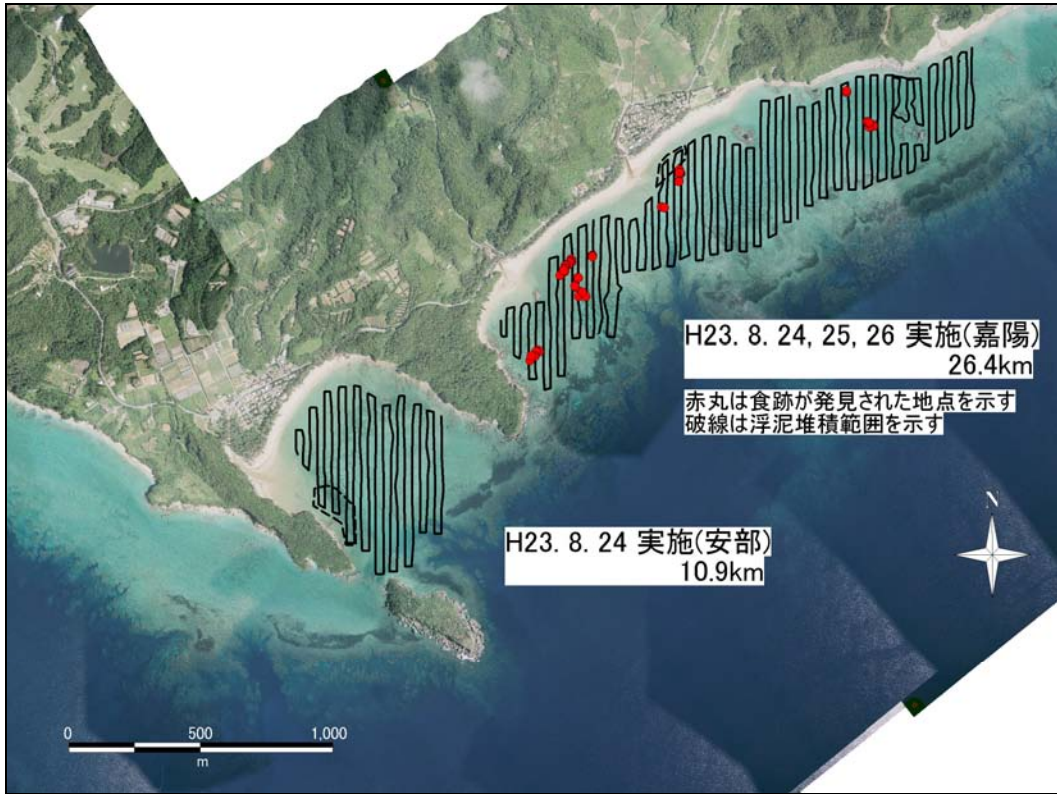 H23. 8. 24, 25, 26 実施(嘉陽)
26.4km
赤丸は食跡が発見された地点を示す
破線は浮泥堆積範囲を示す
H23. 8. 24 実施(安部)
10.9km
N
0 500 1,000
m